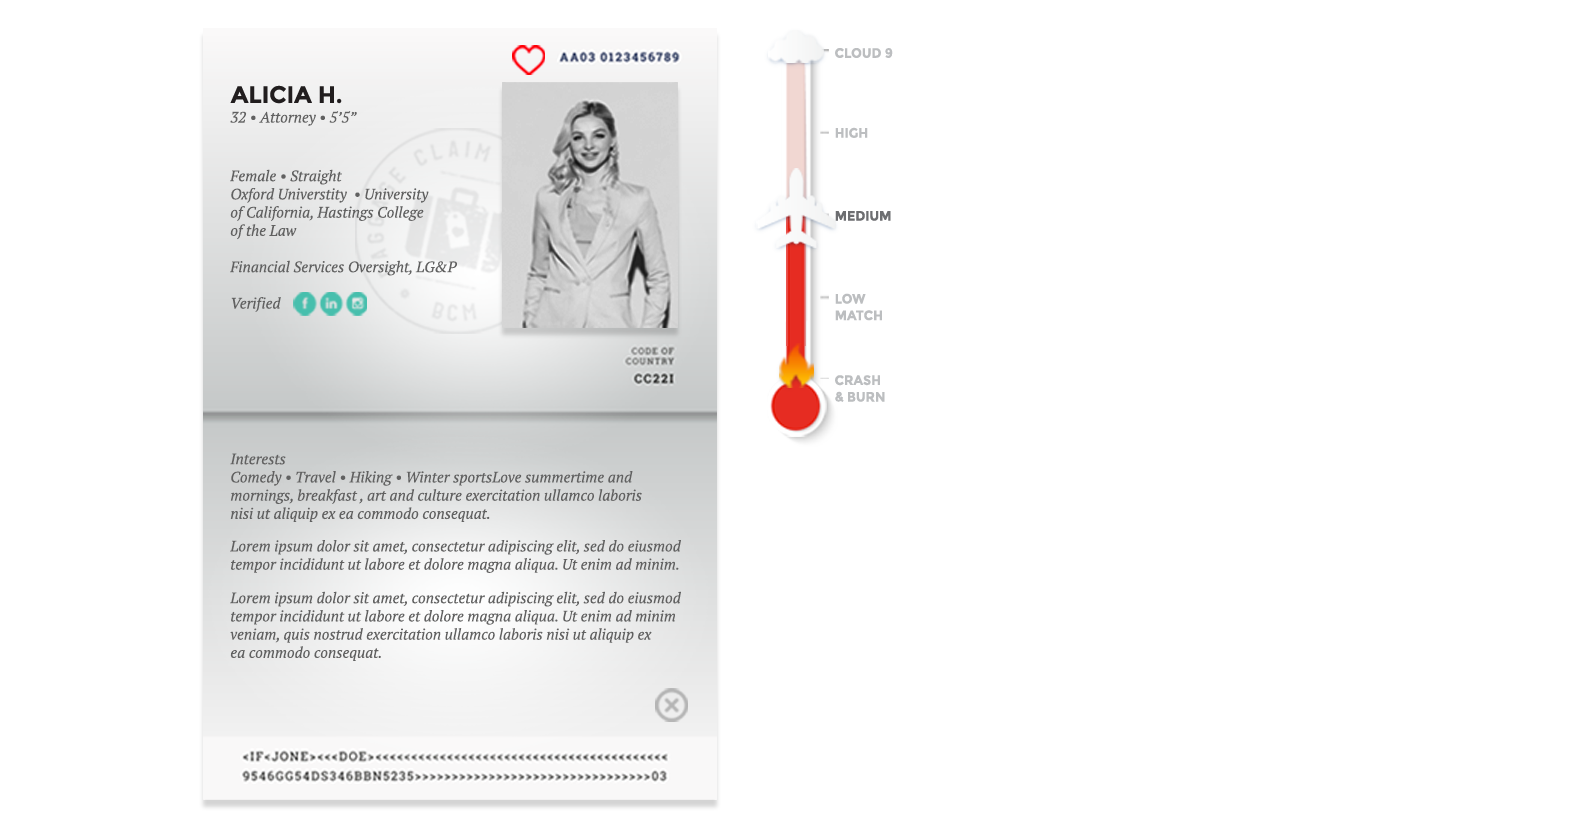 AA03 0123456789
ALICIA H.
32 • Attorney • 5’5”
Female • Straight
Oxford Universtity • University
of California, Hastings College
of the Law
Financial Services Oversight, LG&P
Verified
f in
AGGAGE CLAIM
BCM
CODE OF
COUNTRY
CC22I
Interests
Comedy • Travel • Hiking • Winter sportsLove summertime and
mornings, breakfast , art and culture exercitation ullamco laboris
nisi ut aliquip ex ea commodo consequat.
Lorem ipsum dolor sit amet, consectetur adipiscing elit, sed do eiusmod
tempor incididunt ut labore et dolore magna aliqua. Ut enim ad minim.
Lorem ipsum dolor sit amet, consectetur adipiscing elit, sed do eiusmod
tempor incididunt ut labore et dolore magna aliqua. Ut enim ad minim
veniam, quis nostrud exercitation ullamco laboris nisi ut aliquip ex
ea commodo consequat.
<IF<JONE><<<DOE><<<<<<<<<<<<<<<<<<<<<<<<<<<<<<<<<<<<<<<<<
9546GG54DS346BBN5235>>>>>>>>>>>>>>>>>>>>>>>>>>>>>>>>03
CLOUD 9
HIGH
MEDIUM
LOW
MATCH
CRASH
& BURN